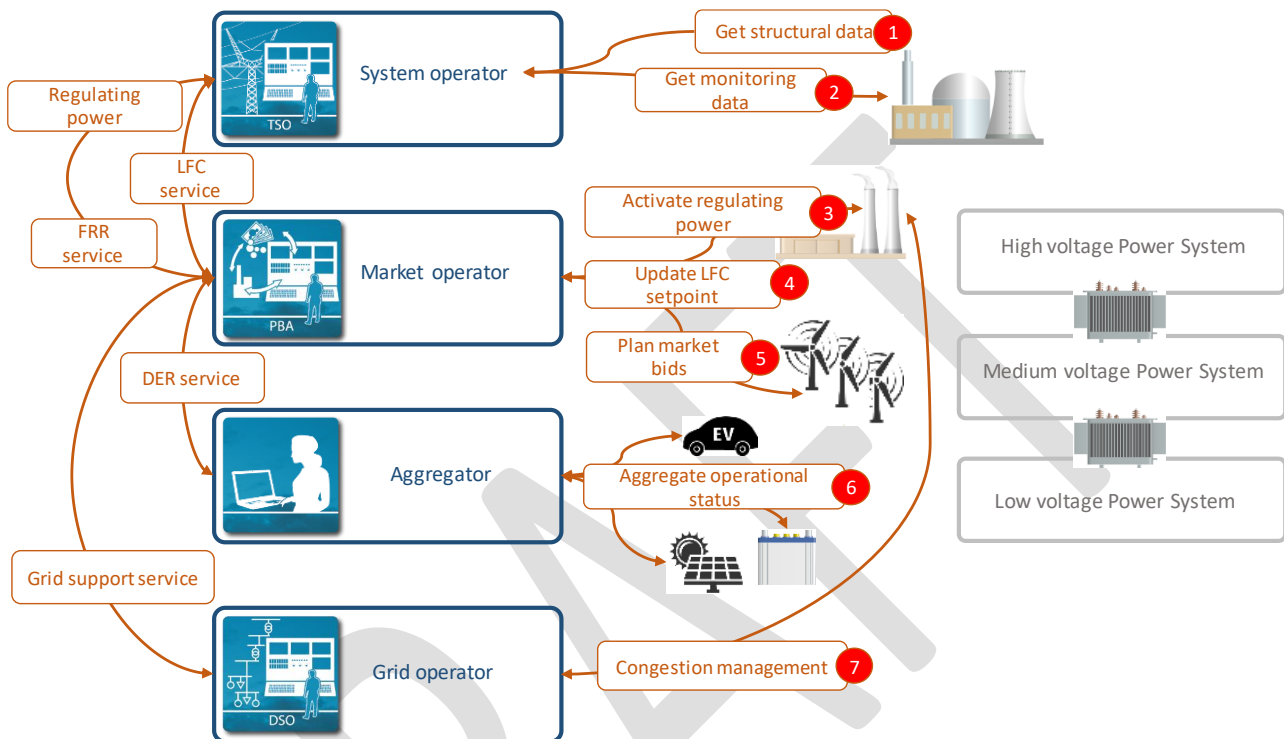 Get structural data
1
System operator
Get monitoring
data
2
TSO
Regulating
power
LFC
service
FRR
service
Activate regulating
power
3
Market operator
Update LFC
setpoint
4
PBA
Plan market
bids
5
High voltage Power System
Medium voltage Power System
Low voltage Power System
DER service
EV
Aggregator
Aggregate operational
status
6
Grid support service
Grid operator
Congestion management
7
DSO
DRAFT